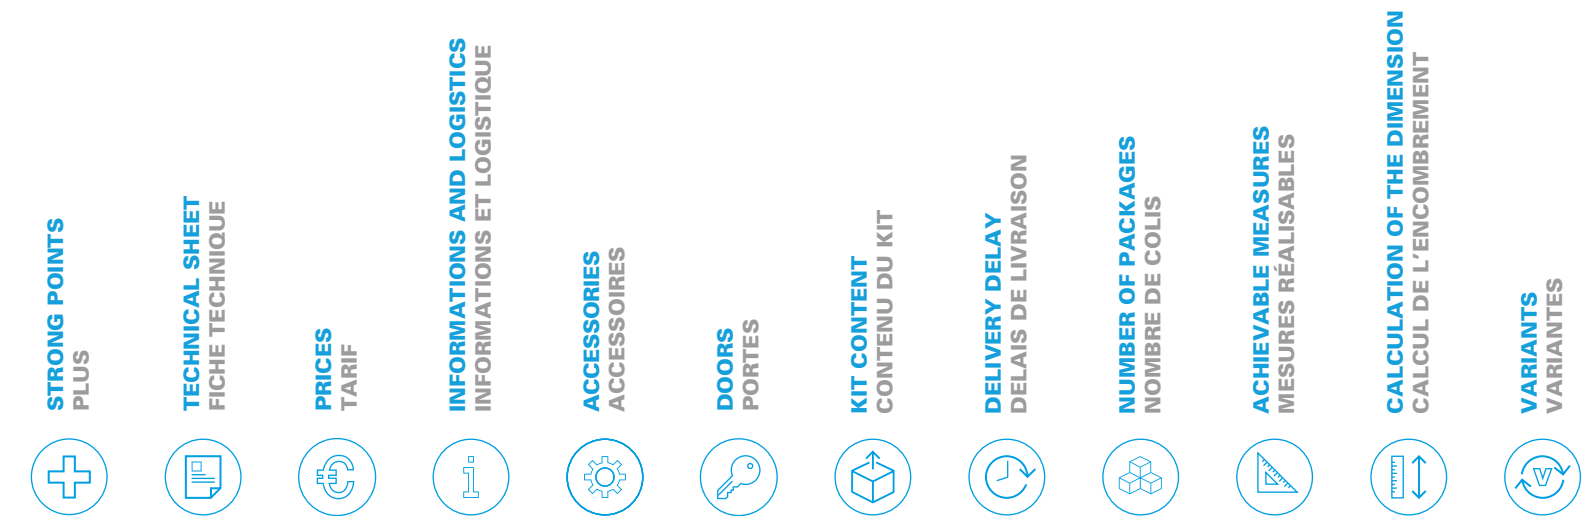 STRONG POINTS
PLUS
TECHNICAL SHEET
FICHE TECHNIQUE
PRICES
TARIF
INFORMATIONS AND LOGISTICS
INFORMATIONS ET LOGISTIQUE
ACCESSORIES
ACCESSOIRES
DOORS
PORTES
KIT CONTENT
CONTENU DU KIT
DELIVERY DELAY
DELAIS DE LIVRAISON
NUMBER OF PACKAGES
NOMBRE DE COLIS
ACHIEVABLE MEASURES
MESURES RÉALISABLES
CALCULATION OF THE DIMENSION
CALCUL DE L'ENCOMBREMENT
VARIANTS
VARIANTES
€
i
V